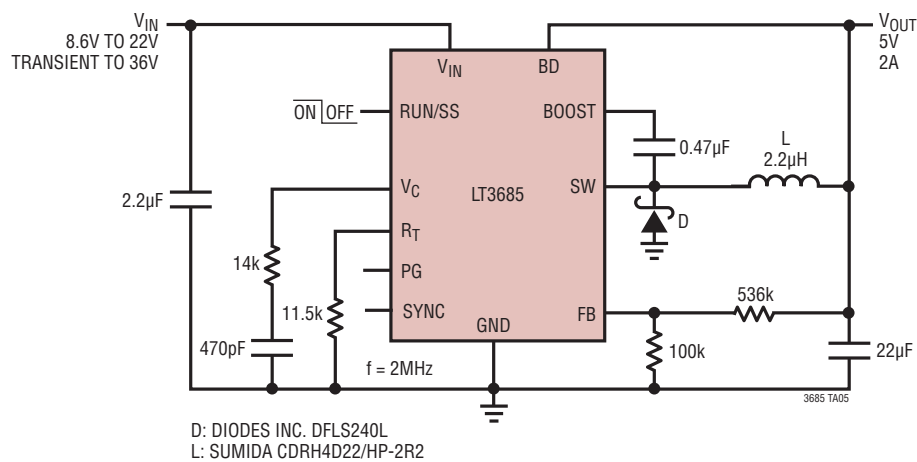 VIN
8.6V TO 22V
TRANSIENT TO 36V
VOUT
5V
2A
VIN
BD
ON OFF
RUN/SS
BOOST
0.47µF
L
2.2µH
VC
LT3685
SW
2.2µF
D
RT
14k
PG
11.5k
SYNC
FB
536k
GND
470pF
f = 2MHz
100k
22µF
3685 TA05
D: DIODES INC. DFLS240L
L: SUMIDA CDRH4D22/HP-2R2